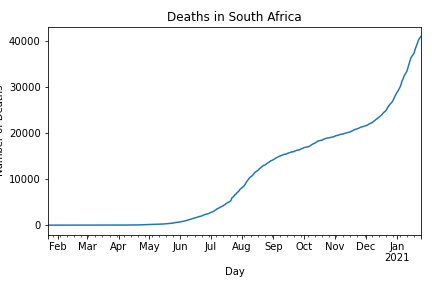 Deaths in South Africa
Number of Deaths
40000
30000
20000
10000
0
Feb Mar Apr May Jun Jul Aug Sep Oct Nov Dec Jan
2021
Day